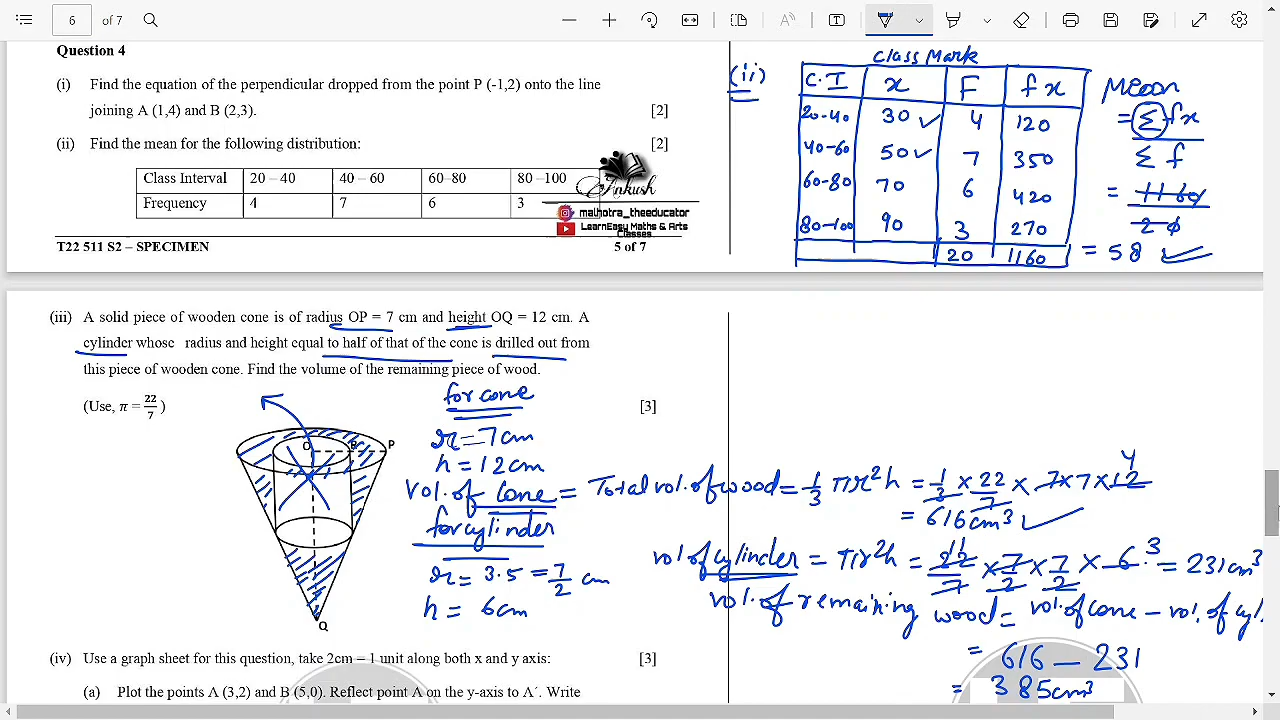 6 of 7
Question 4
(i) Find the equation of the perpendicular dropped from the point P (-1,2) onto the line
joining A (1,4) and B (2,3). [2]
(ii) Find the mean for the following distribution: [2]
Class Interval 20 – 40 40 – 60 60–80 80 –100
Frequency 4 7 6 3
Ankush
malhotra_theeducator
LearnEasy Maths & Arts
Classes
T22 511 S2 – SPECIMEN 5 of 7
Class Mark
(ii)
C.I x F fx
20-40 30 4 120
40-60 50 7 350
60-80 70 6 420
80-100 90 3 270
20 1160
Mean
= Σfx
Σf
= 1160
20
= 58
(iii) A solid piece of wooden cone is of radius OP = 7 cm and height OQ = 12 cm. A
cylinder whose radius and height equal to half of that of the cone is drilled out from
this piece of wooden cone. Find the volume of the remaining piece of wood.
(Use, π = 22/7 ) [3]
O R P
Q
for cone
r = 7cm
h = 12cm
Vol. of cone = Total vol. of wood = 1/3 πr²h = 1/3 × 22/7 × 7×7×12 4
= 616cm³
for cylinder
r = 3.5 = 7/2 cm
h = 6cm
vol. of cylinder = πr²h = 22/7 × 7/2 × 7/2 × 6 = 231cm³
11 3
vol. of remaining wood = vol. of cone – vol. of cyl
= 616 – 231
= 385cm³
(iv) Use a graph sheet for this question, take 2cm = 1 unit along both x and y axis: [3]
(a) Plot the points A (3,2) and B (5,0). Reflect point A on the y-axis to A´. Write